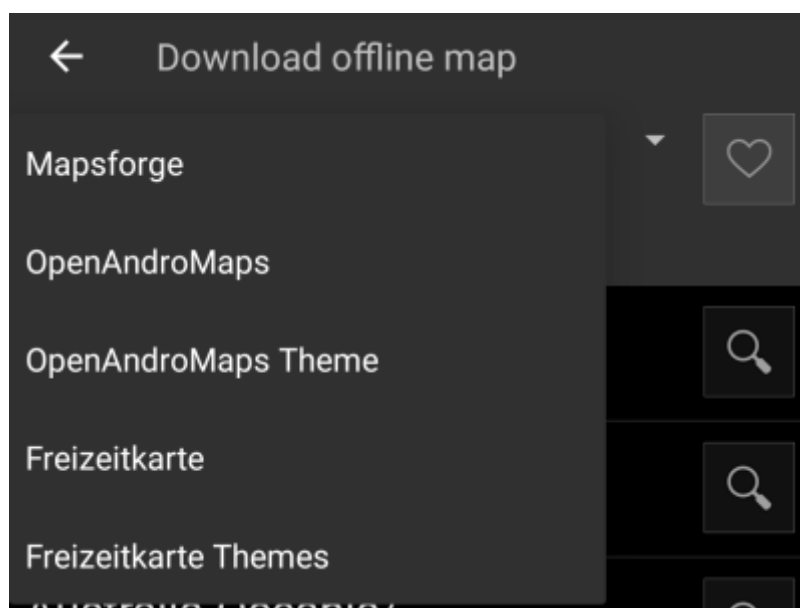 Download offline map
Mapsforge
OpenAndroMaps
OpenAndroMaps Theme
Freizeitkarte
Freizeitkarte Themes